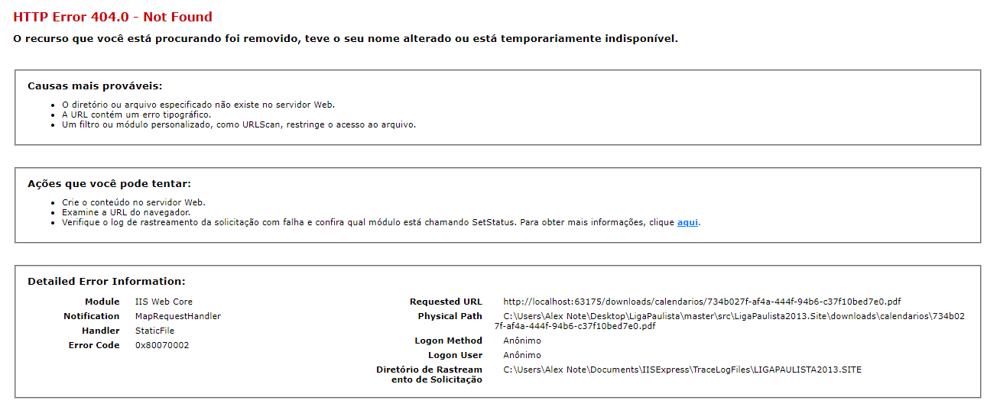 HTTP Error 404.0 - Not Found
O recurso que você está procurando foi removido, teve o seu nome alterado ou está temporariamente indisponível.
Causas mais prováveis:
O diretório ou arquivo especificado não existe no servidor Web.
A URL contém um erro tipográfico.
Um filtro ou módulo personalizado, como URLScan, restringe o acesso ao arquivo.
Ações que você pode tentar:
Crie o conteúdo no servidor Web.
Examine a URL do navegador.
Verifique o log de rastreamento da solicitação com falha e confira qual módulo está chamando SetStatus. Para obter mais informações, clique aqui.
Detailed Error Information:
Module IIS Web Core
Notification MapRequestHandler
Handler StaticFile
Error Code 0x80070002
Requested URL http://localhost:63175/downloads/calendarios/734b027f-af4a-444f-94b6-c37f10bed7e0.pdf
Physical Path C:\Users\Alex Note\Desktop\LigaPaulista\master\src\LigaPaulista2013.Site\downloads\calendarios\734b02
7f-af4a-444f-94b6-c37f10bed7e0.pdf
Logon Method Anônimo
Logon User Anônimo
Diretório de Rastream C:\Users\Alex Note\Documents\IISExpress\TraceLogFiles\LIGAPAULISTA2013.SITE
ento de Solicitação